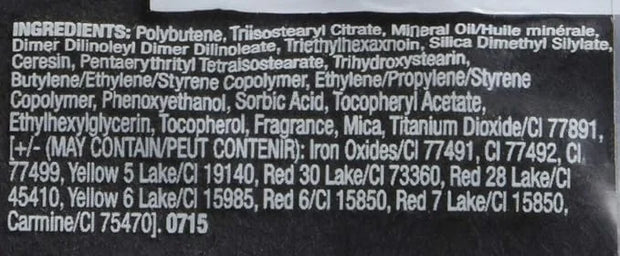 INGREDIENTS: Polybutene, Triisostearyl Citrate, Mineral Oil/Huile minérale,
Dimer Dilinoleyl Dimer Dilinoleate, Triethylhexaxnoin, Silica Dimethyl Silylate,
Ceresin, Pentaerythrityl Tetraisostearate, Trihydroxystearin,
Butylene/Ethylene/Styrene Copolymer, Ethylene/Propylene/Styrene
Copolymer, Phenoxyethanol, Sorbic Acid, Tocopheryl Acetate,
Ethylhexylglycerin, Tocopherol, Fragrance, Mica, Titanium Dioxide/CI 77891,
[+/- (MAY CONTAIN/PEUT CONTENIR): Iron Oxides/CI 77491, CI 77492, CI
77499, Yellow 5 Lake/CI 19140, Red 30 Lake/CI 73360, Red 28 Lake/CI
45410, Yellow 6 Lake/CI 15985, Red 6/CI 15850, Red 7 Lake/CI 15850,
Carmine/CI 75470]. 0715